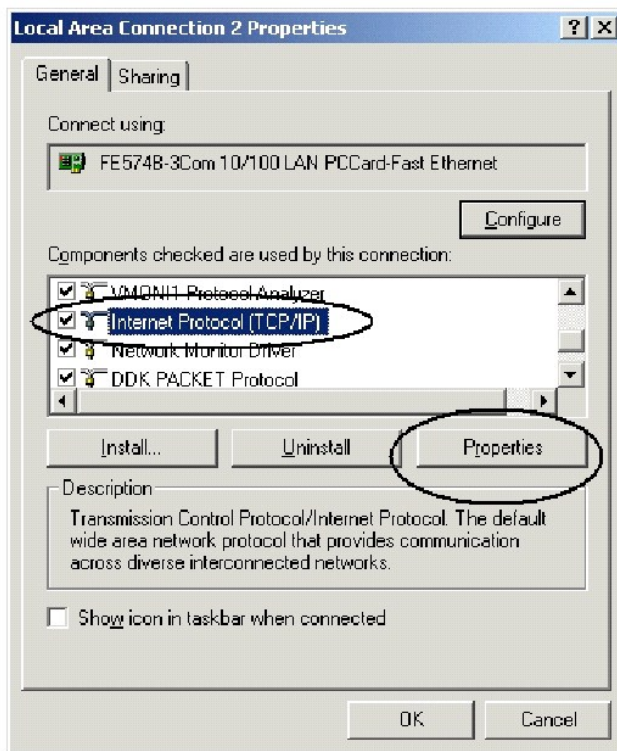 Local Area Connection 2 Properties
General
Sharing
Connect using:
FE574B-3Com 10/100 LAN PCCard-Fast Ethernet
Configure
Components checked are used by this connection:
VMONI1 Protocol Analyzer
Internet Protocol (TCP/IP)
Network Monitor Driver
DDK PACKET Protocol
Install...
Uninstall
Properties
Description
Transmission Control Protocol/Internet Protocol. The default
wide area network protocol that provides communication
across diverse interconnected networks.
Show icon in taskbar when connected
OK
Cancel